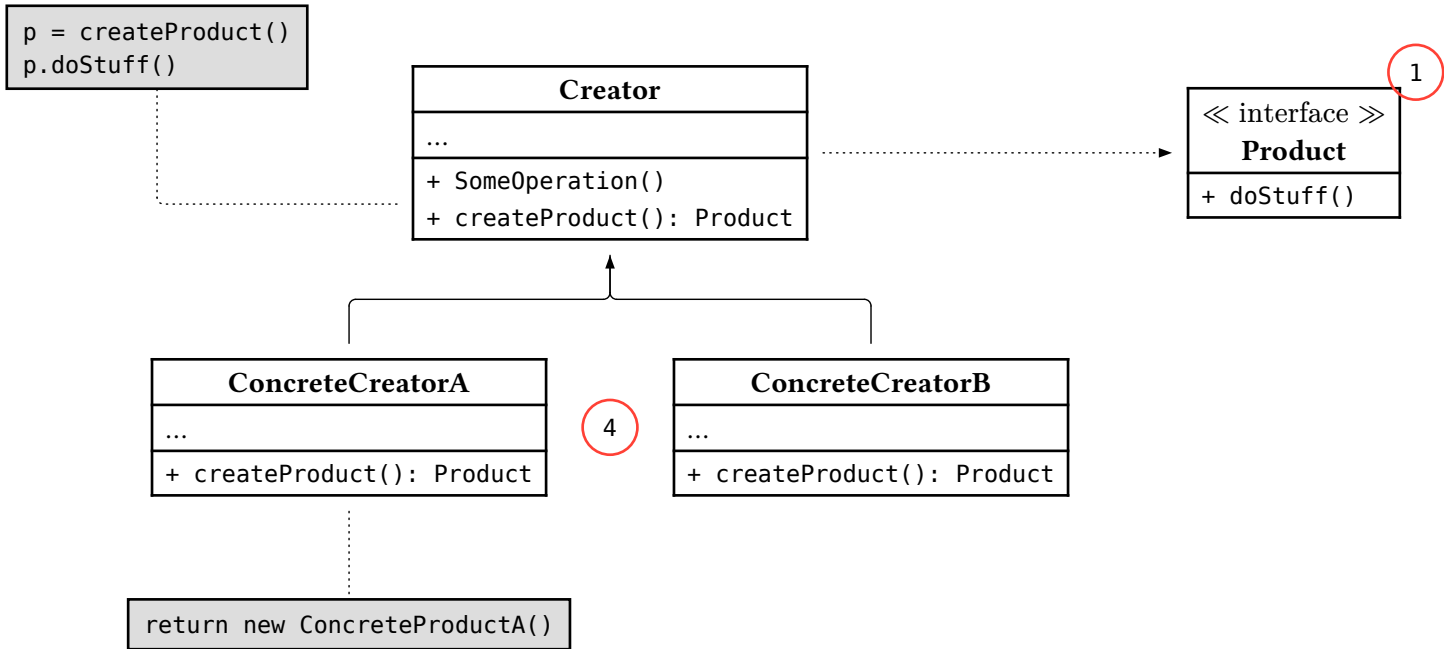 p = createProduct()
p.doStuff()
Creator
...
+ SomeOperation()
+ createProduct(): Product
1
≪ interface ≫
Product
+ doStuff()
ConcreteCreatorA
...
+ createProduct(): Product
4
ConcreteCreatorB
...
+ createProduct(): Product
return new ConcreteProductA()